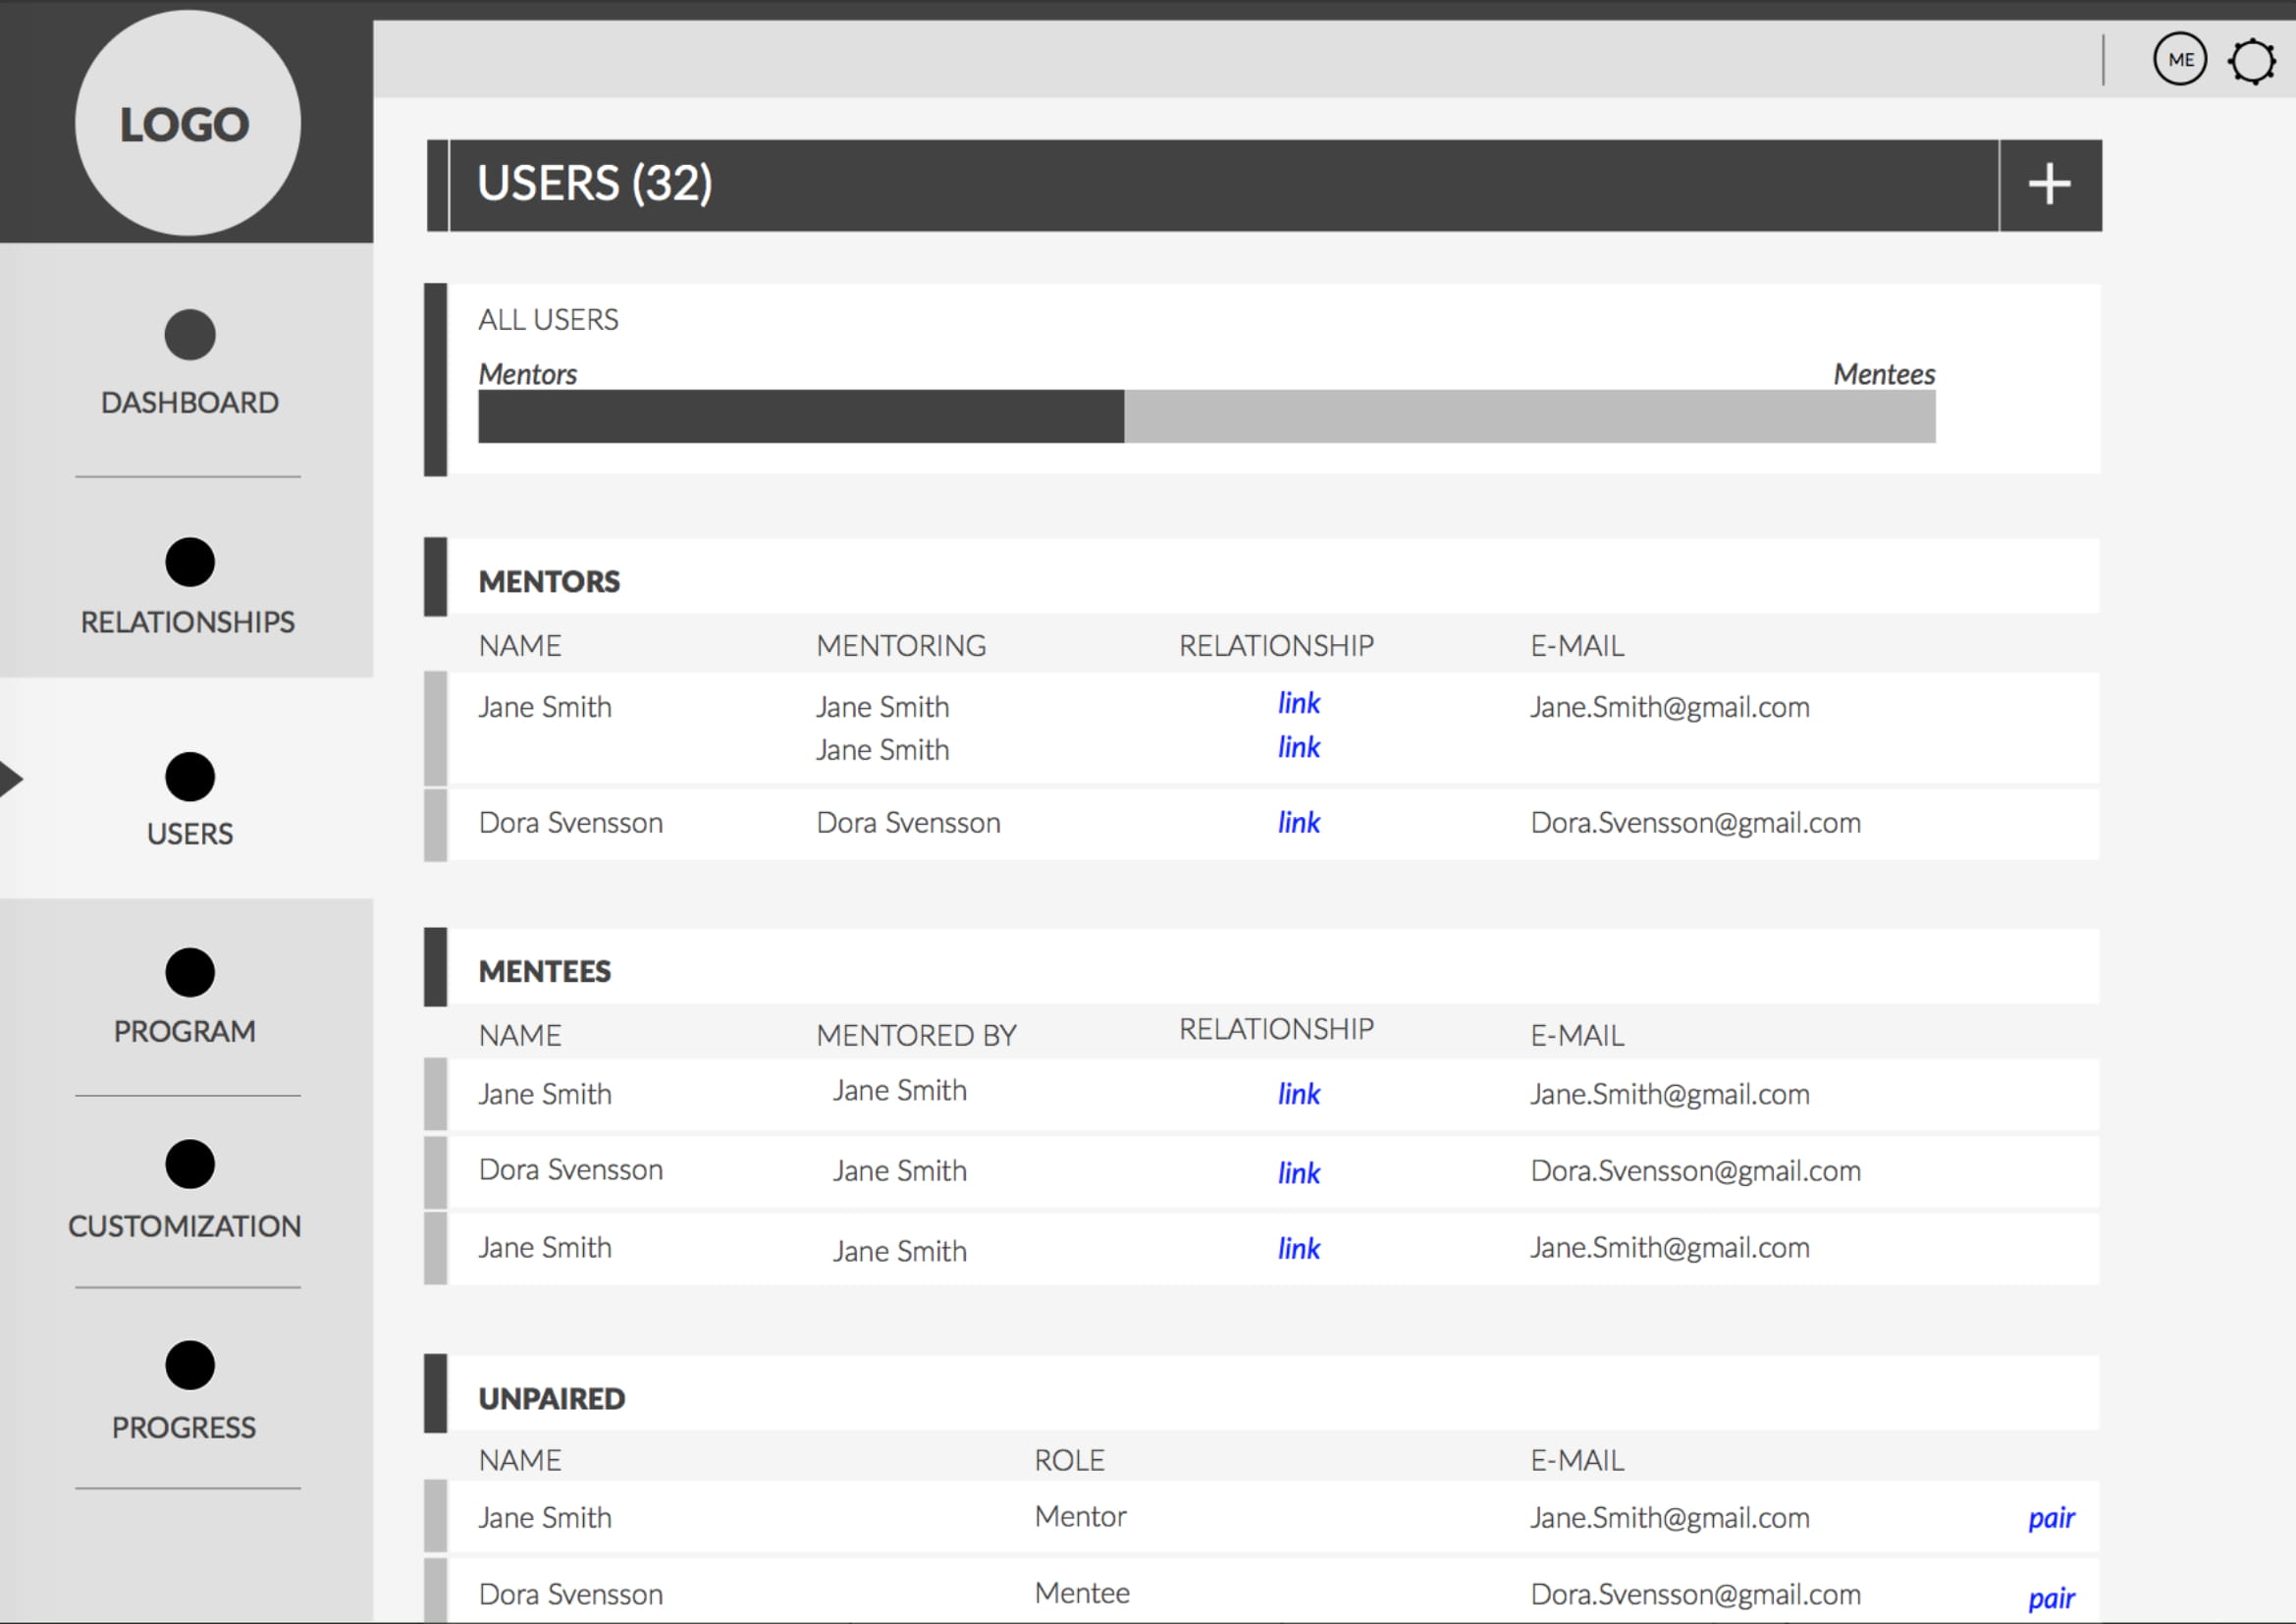 LOGO
ME
USERS (32) +
DASHBOARD
RELATIONSHIPS
USERS
PROGRAM
CUSTOMIZATION
PROGRESS
ALL USERS
Mentors Mentees
MENTORS
NAME MENTORING RELATIONSHIP E-MAIL
Jane Smith Jane Smith link Jane.Smith@gmail.com
Jane Smith link
Dora Svensson Dora Svensson link Dora.Svensson@gmail.com
MENTEES
NAME MENTORED BY RELATIONSHIP E-MAIL
Jane Smith Jane Smith link Jane.Smith@gmail.com
Dora Svensson Jane Smith link Dora.Svensson@gmail.com
Jane Smith Jane Smith link Jane.Smith@gmail.com
UNPAIRED
NAME ROLE E-MAIL
Jane Smith Mentor Jane.Smith@gmail.com pair
Dora Svensson Mentee Dora.Svensson@gmail.com pair